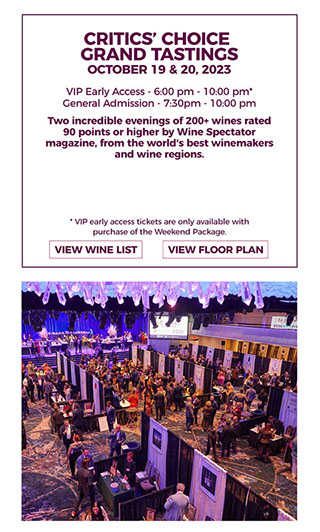 CRITICS' CHOICE
GRAND TASTINGS
OCTOBER 19 & 20, 2023
VIP Early Access - 6:00 pm - 10:00 pm*
General Admission - 7:30pm - 10:00 pm
Two incredible evenings of 200+ wines rated
90 points or higher by Wine Spectator
magazine, from the world's best winemakers
and wine regions.
* VIP early access tickets are only available with
purchase of the Weekend Package.
VIEW WINE LIST
VIEW FLOOR PLAN